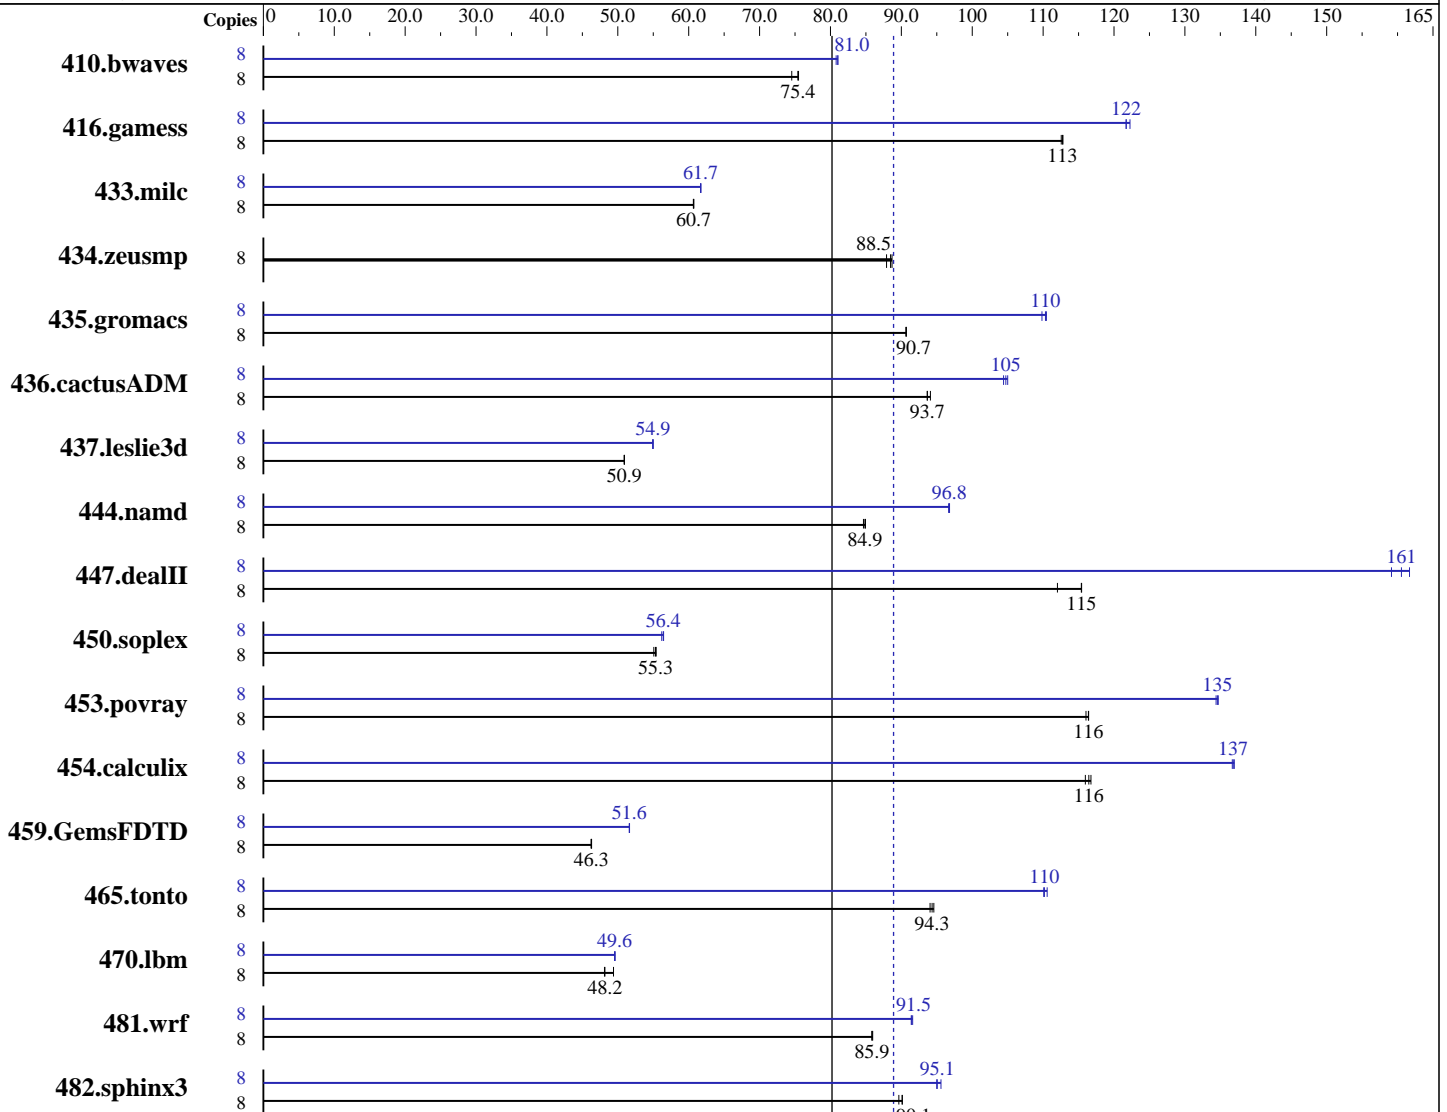 Copies 0 10.0 20.0 30.0 40.0 50.0 60.0 70.0 80.0 90.0 100 110 120 130 140 150 165
8 81.0
410.bwaves
8 75.4
8 122
416.gamess
8 113
8 61.7
433.milc
8 60.7
434.zeusmp 8 88.5
8 110
435.gromacs
8 90.7
8 105
436.cactusADM
8 93.7
8 54.9
437.leslie3d
8 50.9
8 96.8
444.namd
8 84.9
8 161
447.dealII
8 115
8 56.4
450.soplex
8 55.3
8 135
453.povray
8 116
8 137
454.calculix
8 116
8 51.6
459.GemsFDTD
8 46.3
8 110
465.tonto
8 94.3
8 49.6
470.lbm
8 48.2
8 91.5
481.wrf
8 85.9
8 95.1
482.sphinx3
8